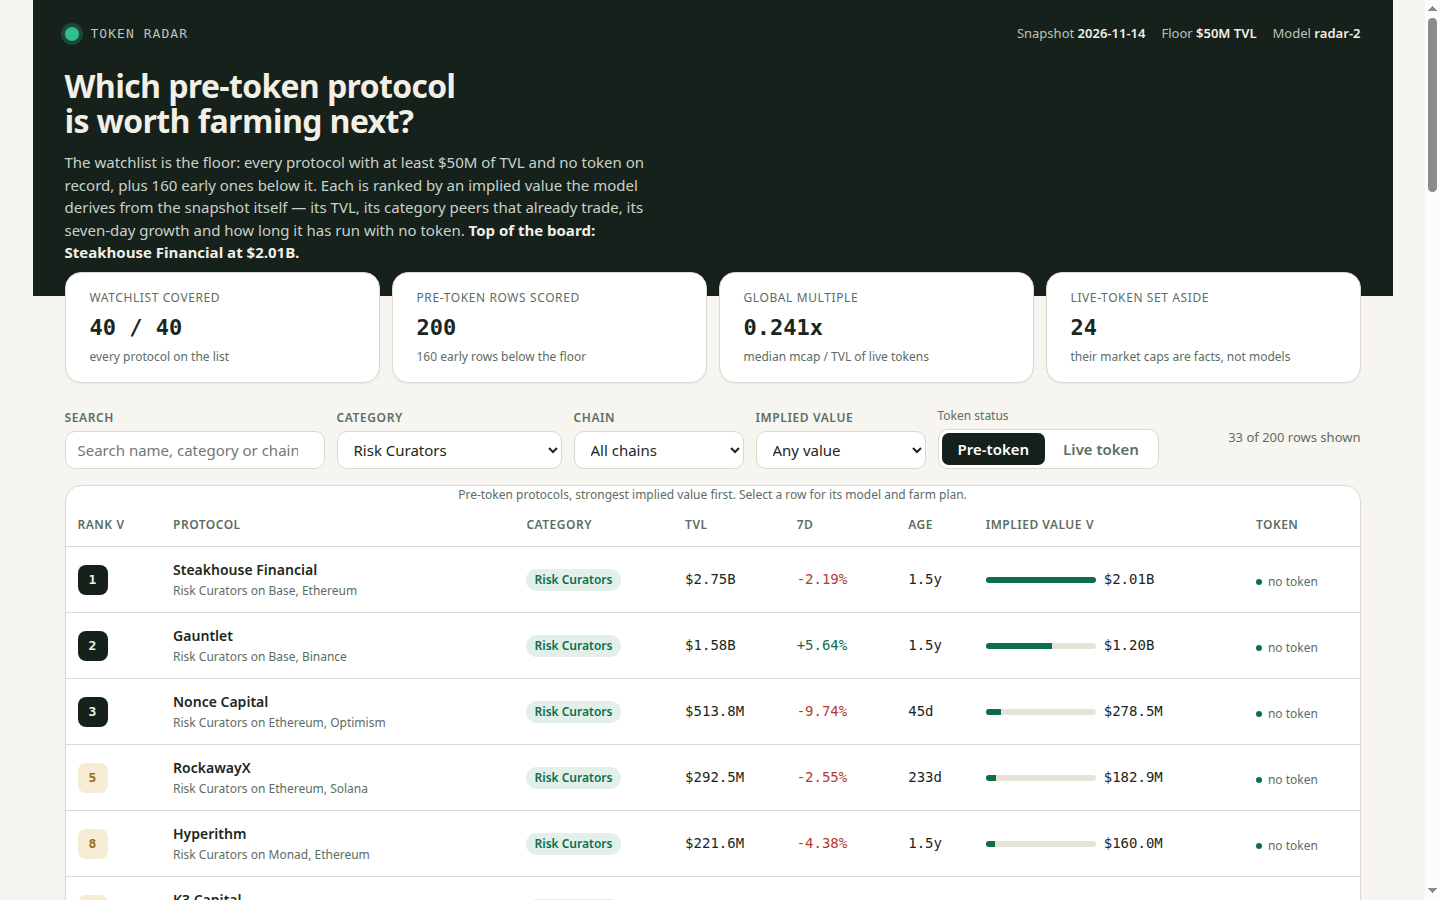 TOKEN RADAR
Snapshot 2026-11-14 Floor $50M TVL Model radar-2
Which pre-token protocol
is worth farming next?
The watchlist is the floor: every protocol with at least $50M of TVL and no token on
record, plus 160 early ones below it. Each is ranked by an implied value the model
derives from the snapshot itself — its TVL, its category peers that already trade, its
seven-day growth and how long it has run with no token. Top of the board:
Steakhouse Financial at $2.01B.
WATCHLIST COVERED
40 / 40
every protocol on the list
PRE-TOKEN ROWS SCORED
200
160 early rows below the floor
GLOBAL MULTIPLE
0.241x
median mcap / TVL of live tokens
LIVE-TOKEN SET ASIDE
24
their market caps are facts, not models
SEARCH
Search name, category or chain
CATEGORY
Risk Curators
CHAIN
All chains
IMPLIED VALUE
Any value
Token status
Pre-token Live token
33 of 200 rows shown
Pre-token protocols, strongest implied value first. Select a row for its model and farm plan.
RANK V PROTOCOL CATEGORY TVL 7D AGE IMPLIED VALUE V TOKEN
1 Steakhouse Financial Risk Curators $2.75B -2.19% 1.5y $2.01B no token
Risk Curators on Base, Ethereum
2 Gauntlet Risk Curators $1.58B +5.64% 1.5y $1.20B no token
Risk Curators on Base, Binance
3 Nonce Capital Risk Curators $513.8M -9.74% 45d $278.5M no token
Risk Curators on Ethereum, Optimism
5 RockawayX Risk Curators $292.5M -2.55% 233d $182.9M no token
Risk Curators on Ethereum, Solana
8 Hyperithm Risk Curators $221.6M -4.38% 1.5y $160.0M no token
Risk Curators on Monad, Ethereum
K3 Capital